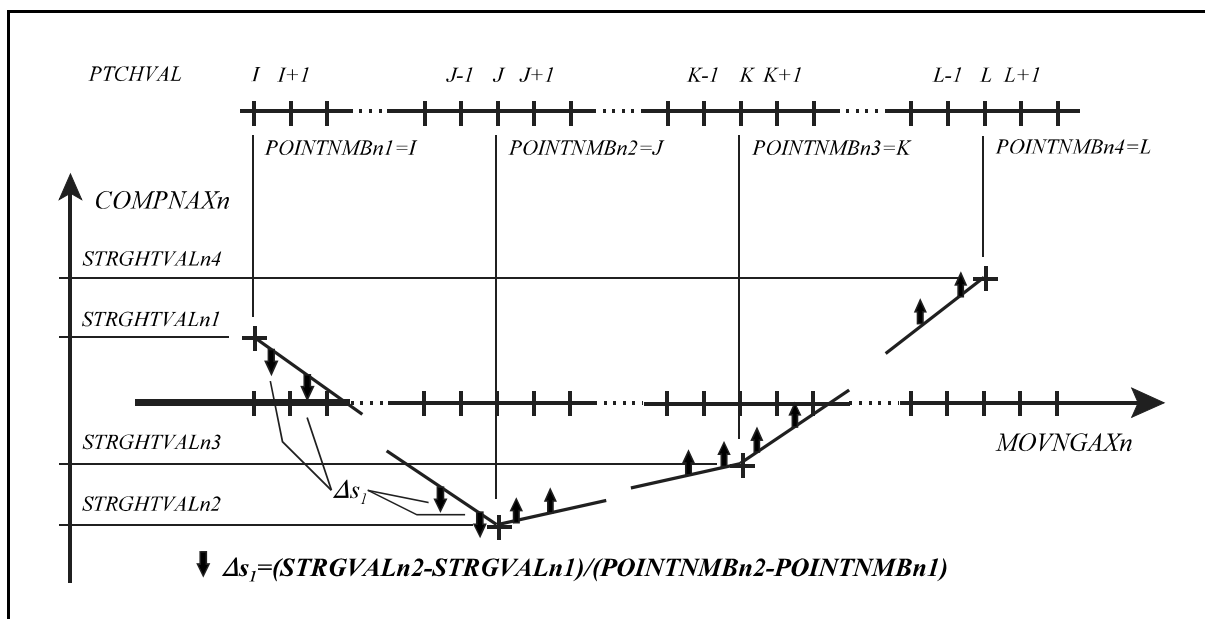 PTCHVAL I I+1 J-1 J J+1 K-1 K K+1 L-1 L L+1
POINTNMBn1=I POINTNMBn2=J POINTNMBn3=K POINTNMBn4=L
COMPNAXn
STRGHTVALn4
STRGHTVALn1
STRGHTVALn3
MOVNGAXn
STRGHTVALn2
Δs1
Δs1=(STRGVALn2-STRGVALn1)/(POINTNMBn2-POINTNMBn1)